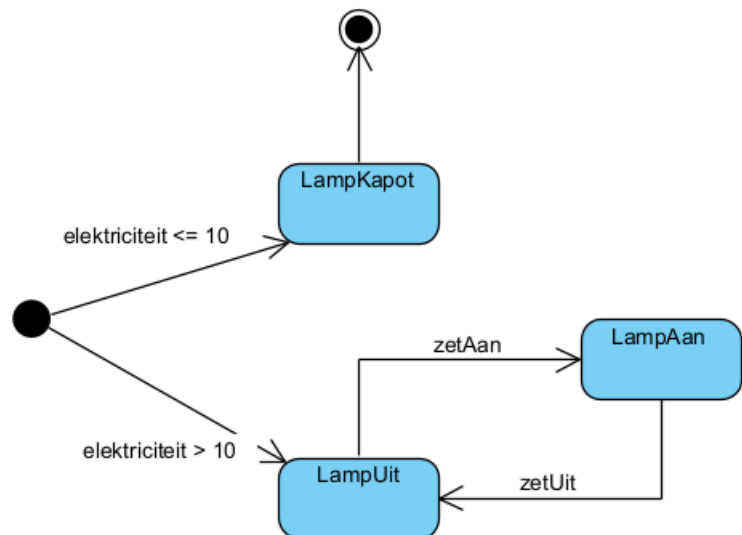 LampKapot
elektriciteit <= 10
LampAan
zetAan
elektriciteit > 10
LampUit
zetUit